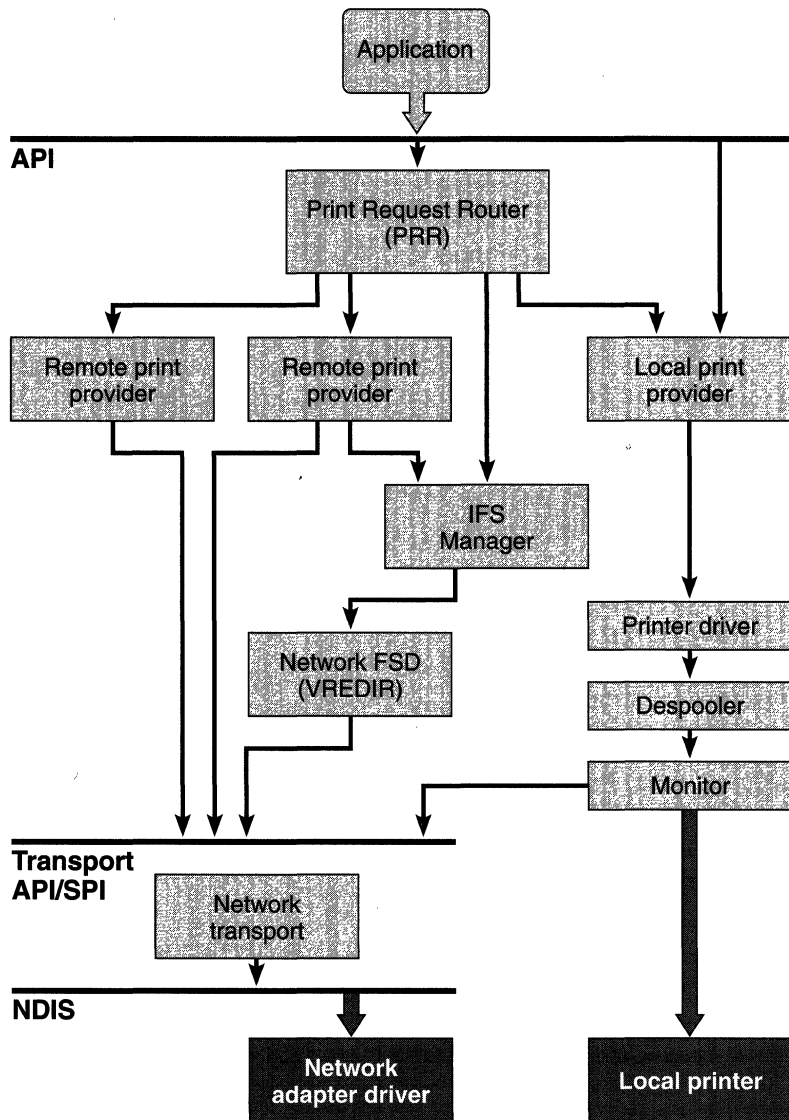 Application
API
Print Request Router
(PRR)
Remote print
provider
Remote print
provider
Local print
provider
IFS
Manager
Printer driver
Network FSD
(VREDIR)
Despooler
Monitor
Transport
API/SPI
Network
transport
NDIS
Network
adapter driver
Local printer